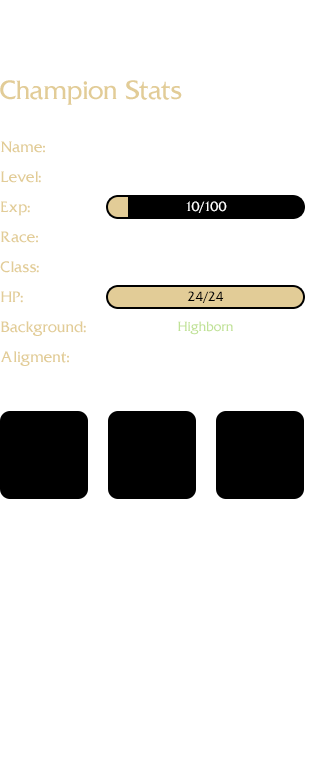 Champion Stats
Name:
Level:
Exp: 10/100
Race:
Class:
HP: 24/24
Background: Highborn
Aligment: